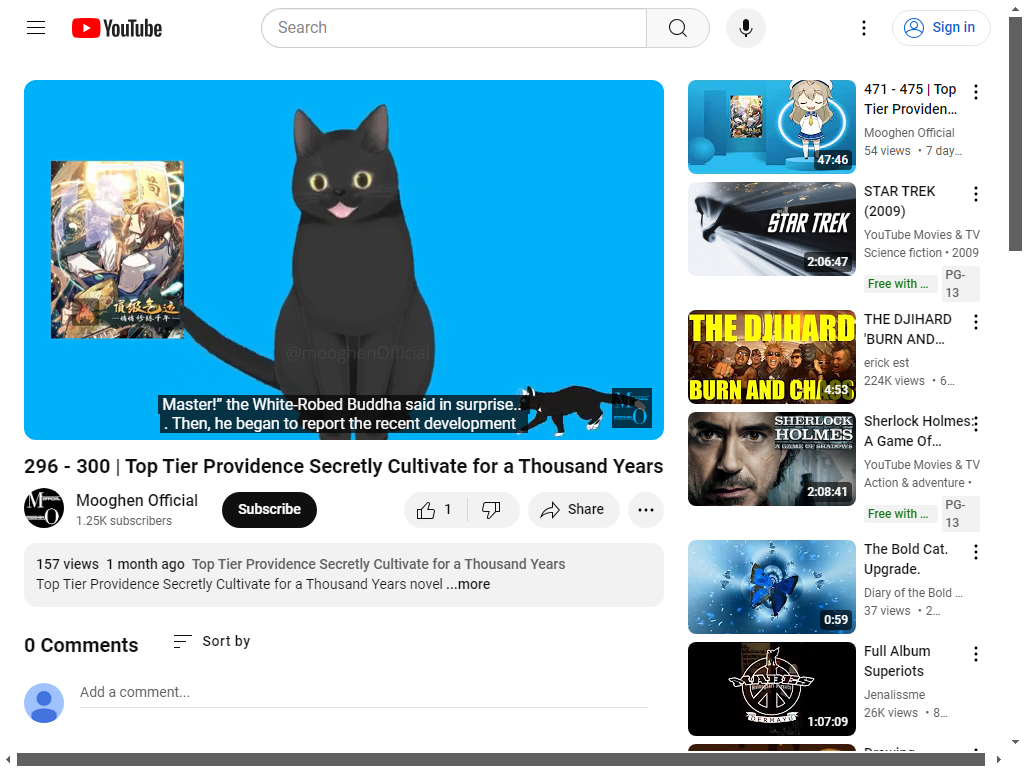 YouTube
Search
Sign in
@mooghenOfficial
Master!” the White-Robed Buddha said in surprise..
. Then, he began to report the recent development
296 - 300 | Top Tier Providence Secretly Cultivate for a Thousand Years
Mooghen Official
1.25K subscribers
Subscribe
1
Share
157 views 1 month ago Top Tier Providence Secretly Cultivate for a Thousand Years
Top Tier Providence Secretly Cultivate for a Thousand Years novel ...more
0 Comments
Sort by
Add a comment...
47:46
471 - 475 | Top
Tier Providen...
Mooghen Official
54 views • 7 day...
STAR TREK
2:06:47
STAR TREK
(2009)
YouTube Movies & TV
Science fiction • 2009
Free with ...
PG-
13
THE DJIHARD
BURN AND CHAOS
4:53
THE DJIHARD
'BURN AND...
erick est
224K views • 6...
SHERLOCK
HOLMES
A GAME OF SHADOWS
2:08:41
Sherlock Holmes:
A Game Of...
YouTube Movies & TV
Action & adventure •
Free with ...
PG-
13
0:59
The Bold Cat.
Upgrade.
Diary of the Bold ...
37 views • 2...
1:07:09
Full Album
Superiots
Jenalissme
26K views • 8...